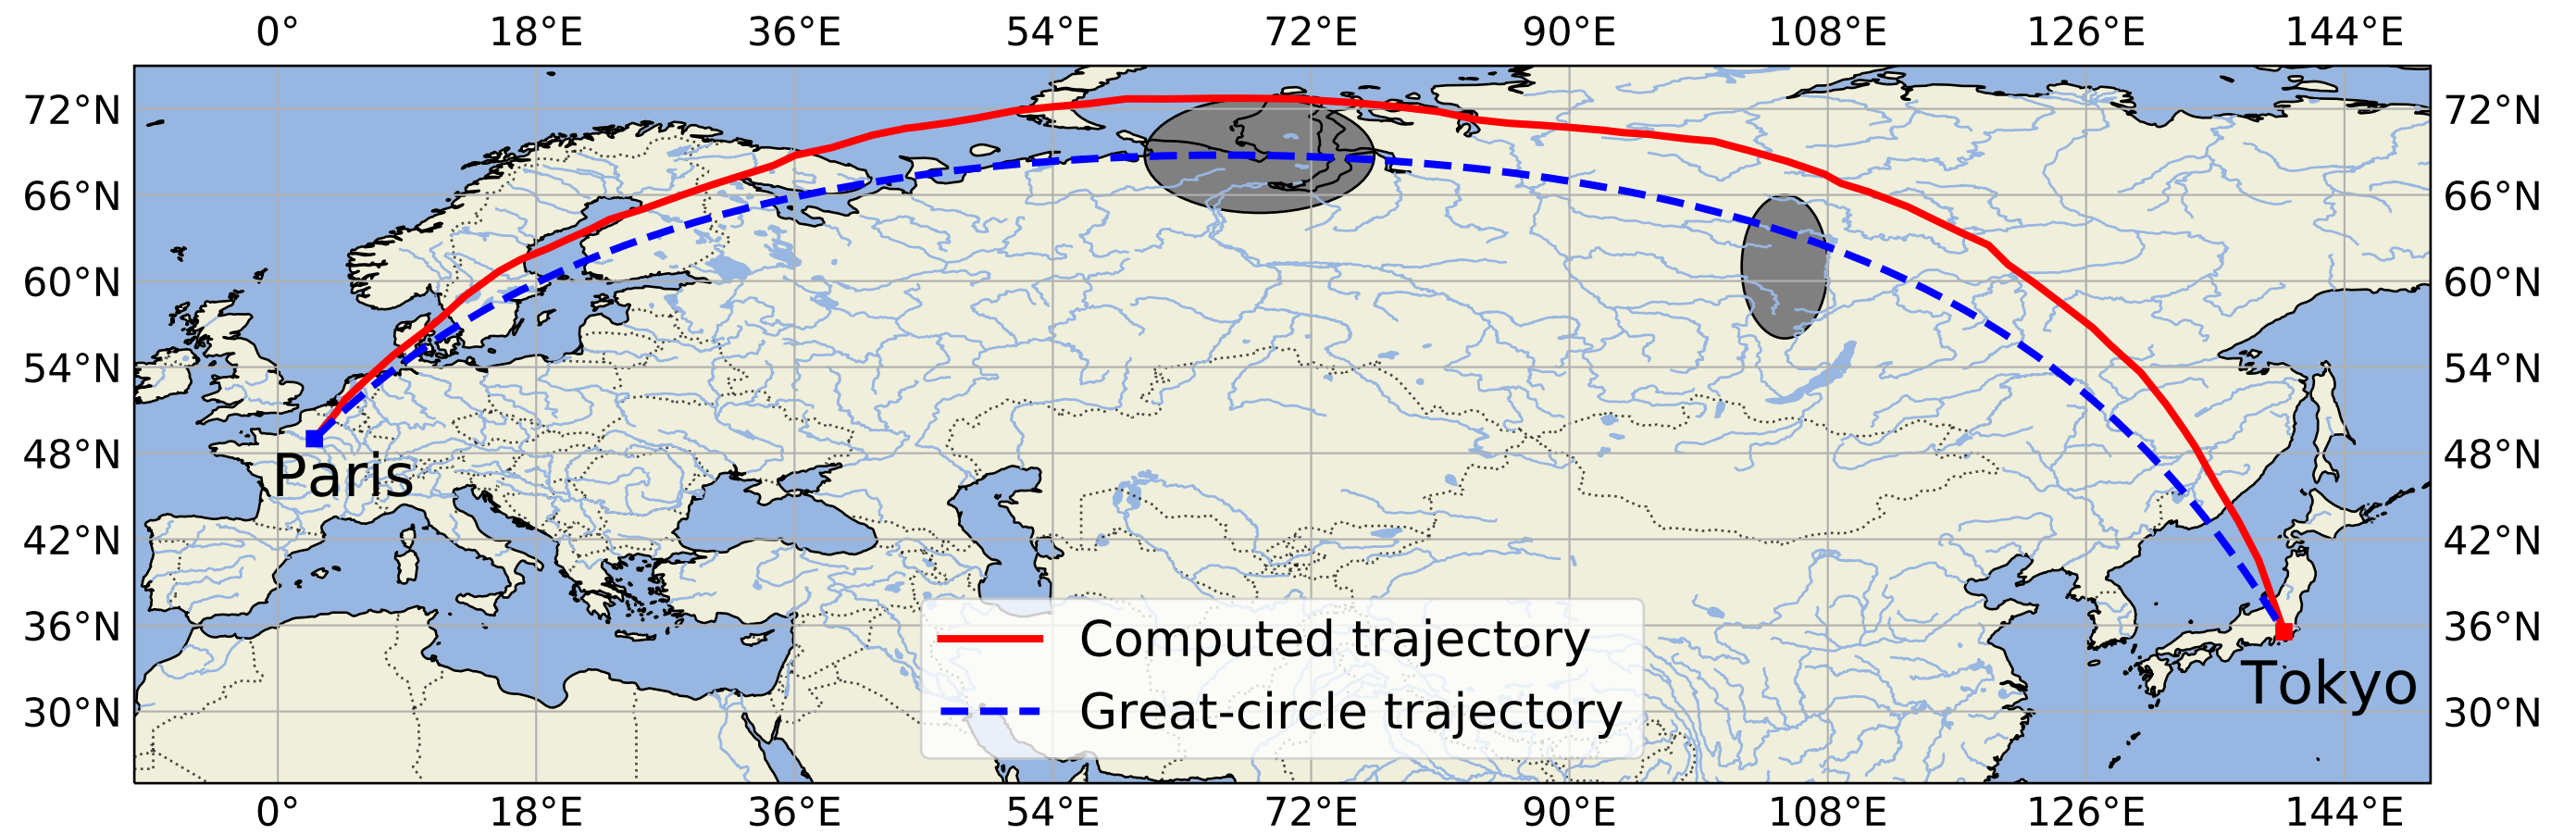 0° 18°E 36°E 54°E 72°E 90°E 108°E 126°E 144°E
72°N 72°N
66°N 66°N
60°N 60°N
54°N 54°N
48°N 48°N
Paris
42°N 42°N
36°N 36°N
Computed trajectory
Tokyo
30°N 30°N
Great-circle trajectory
0° 18°E 36°E 54°E 72°E 90°E 108°E 126°E 144°E